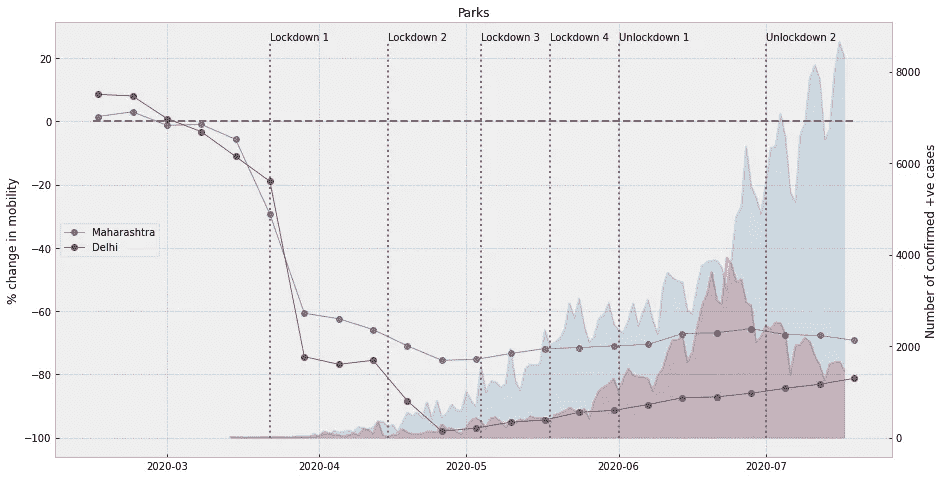 Parks
Lockdown 1
Lockdown 2
Lockdown 3
Lockdown 4
Unlockdown 1
Unlockdown 2
% change in mobility
20
0
−20
−40
−60
−80
−100
Maharashtra
Delhi
Number of confirmed +ve cases
8000
6000
4000
2000
0
2020-03
2020-04
2020-05
2020-06
2020-07